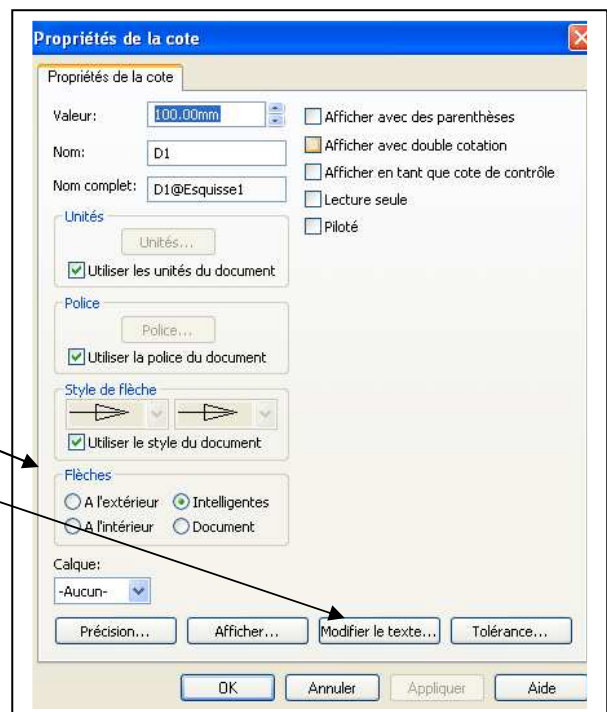 Propriétés de la cote
Propriétés de la cote
Valeur: 100.00mm
Nom: D1
Nom complet: D1@Esquisse1
Unités
Unités...
Utiliser les unités du document
Police
Police...
Utiliser la police du document
Style de flèche
Utiliser le style du document
Flèches
A l'extérieur Intelligentes
A l'intérieur Document
Calque:
-Aucun-
Afficher avec des parenthèses
Afficher avec double cotation
Afficher en tant que cote de contrôle
Lecture seule
Piloté
Précision... Afficher... Modifier le texte... Tolérance...
OK Annuler Appliquer Aide